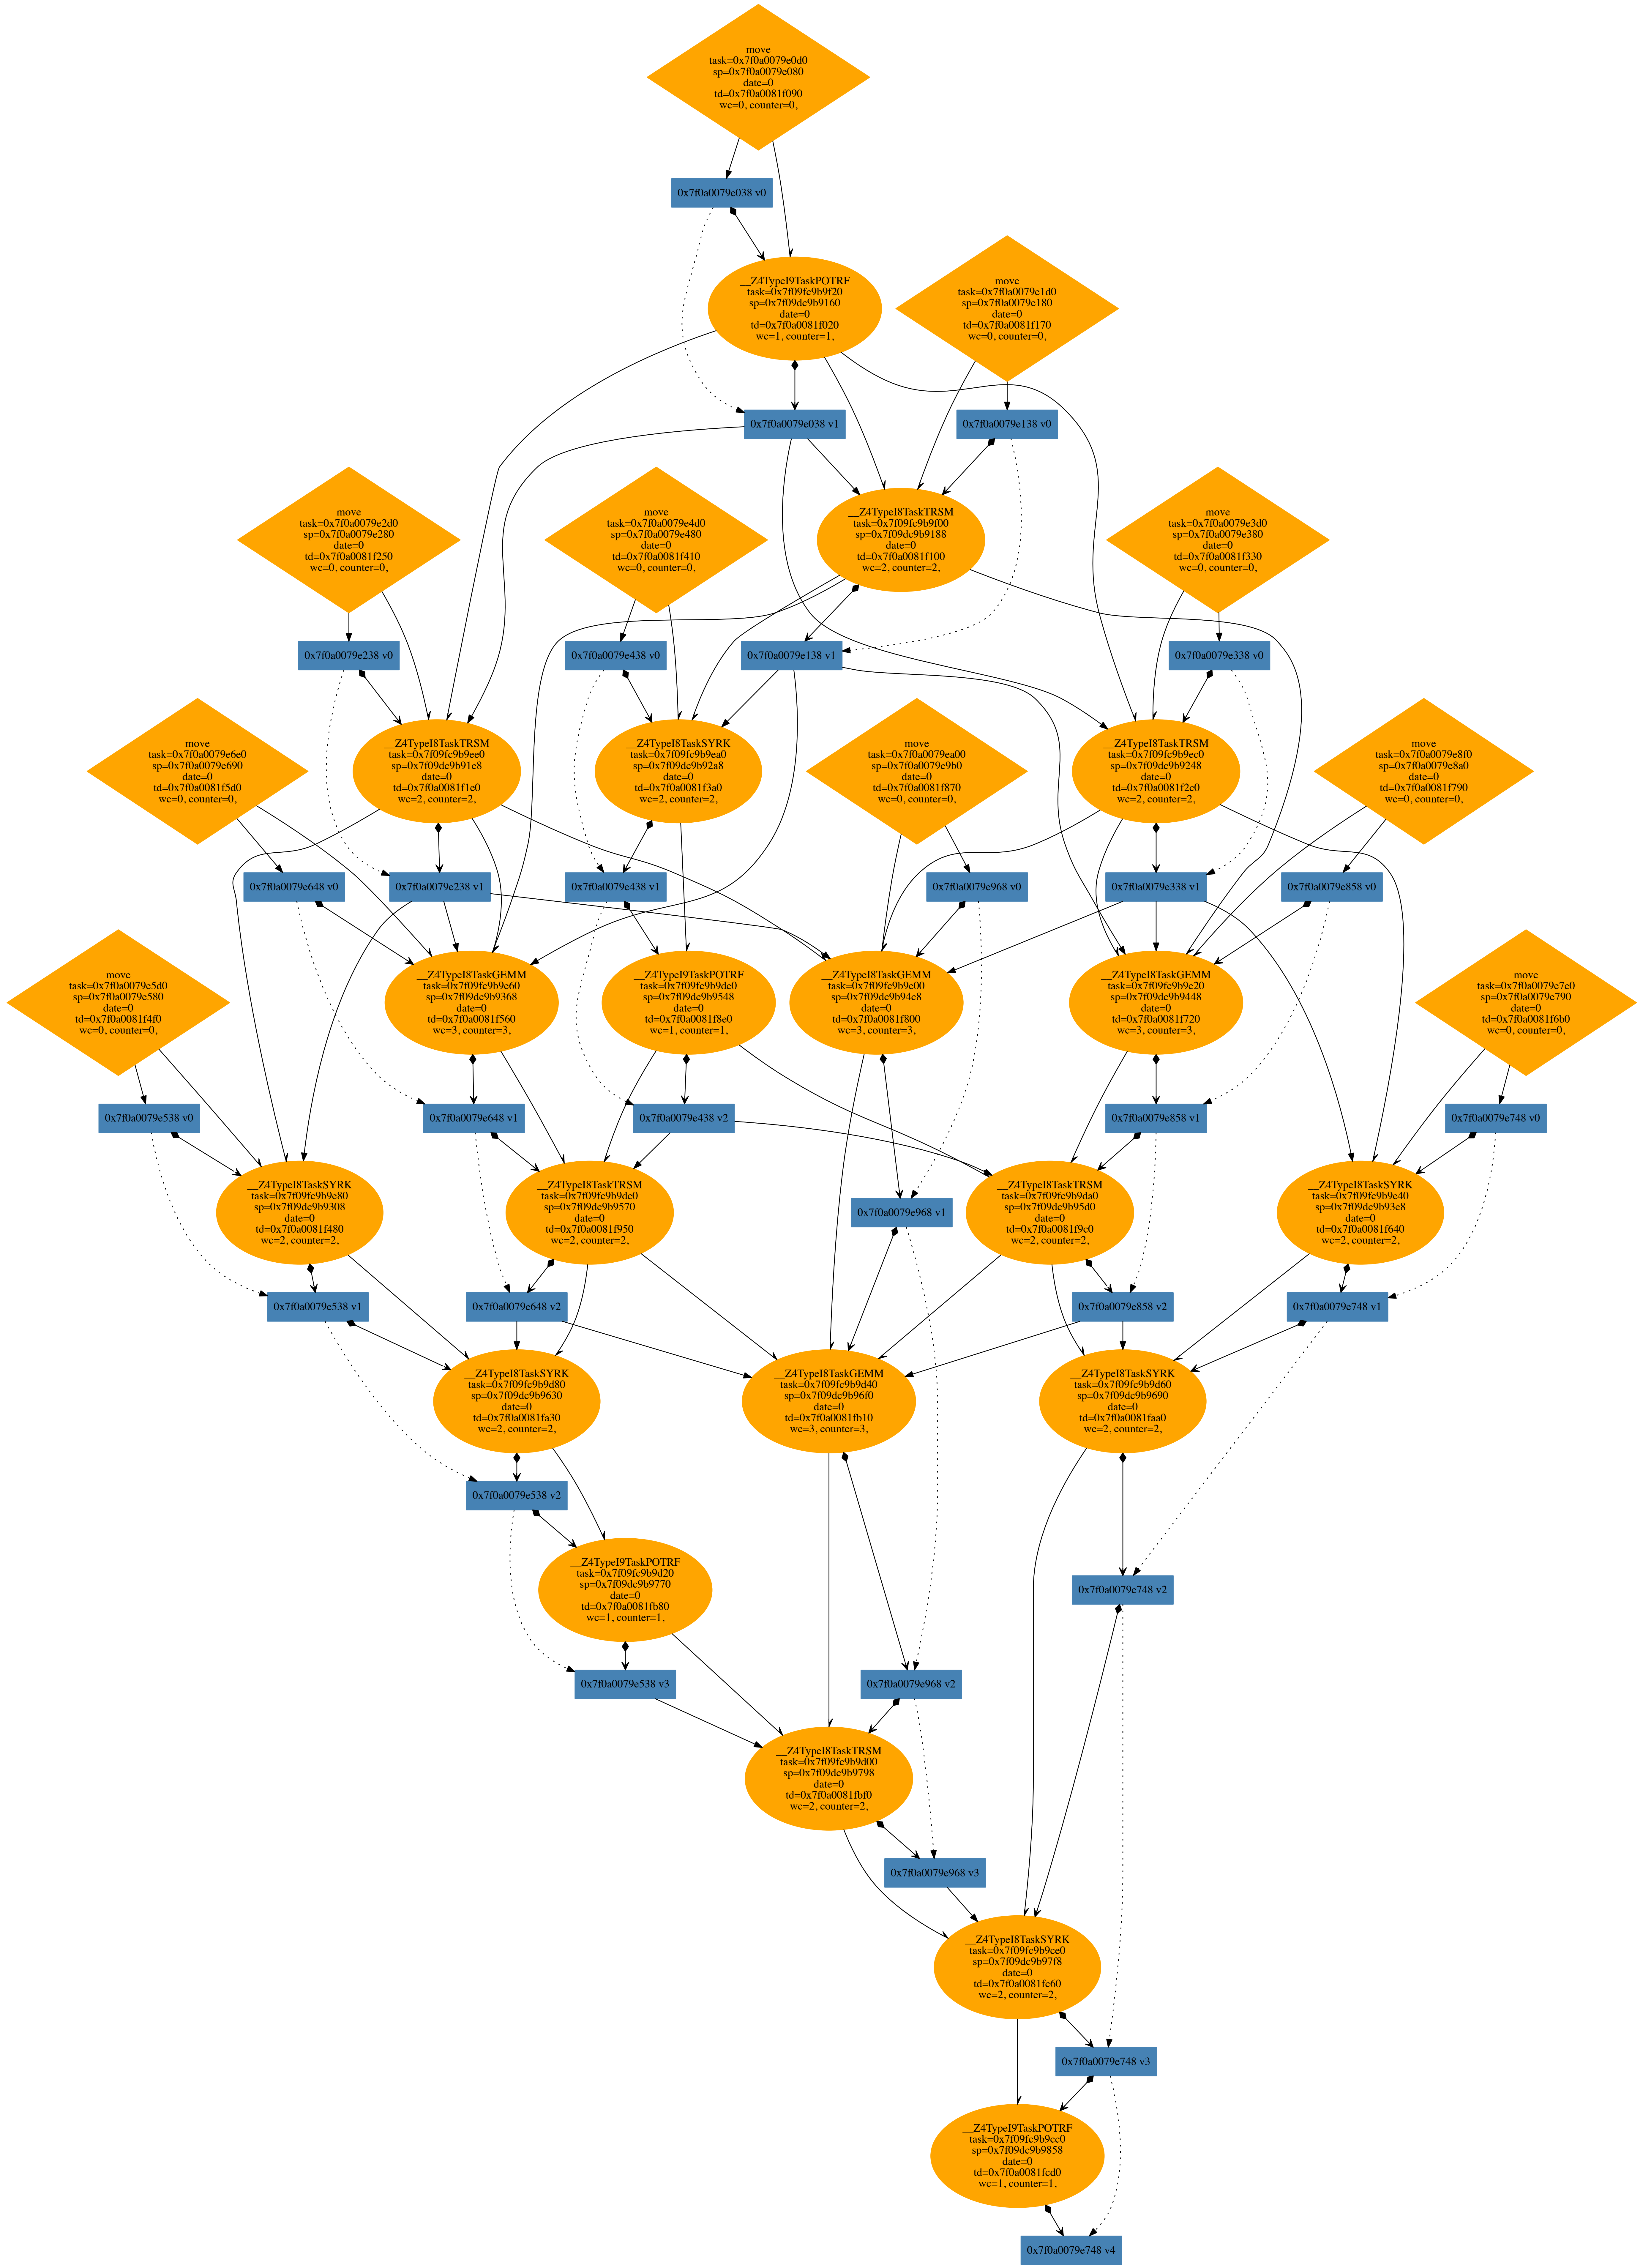 move
task=0x7f0a0079e0d0
sp=0x7f0a0079e080
date=0
td=0x7f0a0081f090
wc=0, counter=0,
0x7f0a0079e038 v0
__Z4TypeI9TaskPOTRF
task=0x7f09fc9b9f20
sp=0x7f09dc9b9160
date=0
td=0x7f0a0081f020
wc=1, counter=1,
move
task=0x7f0a0079e1d0
sp=0x7f0a0079e180
date=0
td=0x7f0a0081f170
wc=0, counter=0,
0x7f0a0079e038 v1
0x7f0a0079e138 v0
move
task=0x7f0a0079e2d0
sp=0x7f0a0079e280
date=0
td=0x7f0a0081f250
wc=0, counter=0,
move
task=0x7f0a0079e4d0
sp=0x7f0a0079e480
date=0
td=0x7f0a0081f410
wc=0, counter=0,
__Z4TypeI8TaskTRSM
task=0x7f09fc9b9f00
sp=0x7f09dc9b9188
date=0
td=0x7f0a0081f100
wc=2, counter=2,
move
task=0x7f0a0079e3d0
sp=0x7f0a0079e380
date=0
td=0x7f0a0081f330
wc=0, counter=0,
0x7f0a0079e238 v0
0x7f0a0079e438 v0
0x7f0a0079e138 v1
0x7f0a0079e338 v0
move
task=0x7f0a0079e6e0
sp=0x7f0a0079e690
date=0
td=0x7f0a0081f5d0
wc=0, counter=0,
__Z4TypeI8TaskTRSM
task=0x7f09fc9b9ee0
sp=0x7f09dc9b91e8
date=0
td=0x7f0a0081f1e0
wc=2, counter=2,
__Z4TypeI8TaskSYRK
task=0x7f09fc9b9ea0
sp=0x7f09dc9b92a8
date=0
td=0x7f0a0081f3a0
wc=2, counter=2,
move
task=0x7f0a0079ea00
sp=0x7f0a0079e9b0
date=0
td=0x7f0a0081f870
wc=0, counter=0,
__Z4TypeI8TaskTRSM
task=0x7f09fc9b9ec0
sp=0x7f09dc9b9248
date=0
td=0x7f0a0081f2c0
wc=2, counter=2,
move
task=0x7f0a0079e8f0
sp=0x7f0a0079e8a0
date=0
td=0x7f0a0081f790
wc=0, counter=0,
0x7f0a0079e648 v0
0x7f0a0079e238 v1
0x7f0a0079e438 v1
0x7f0a0079e968 v0
0x7f0a0079e338 v1
0x7f0a0079e858 v0
move
task=0x7f0a0079e5d0
sp=0x7f0a0079e580
date=0
td=0x7f0a0081f4f0
wc=0, counter=0,
__Z4TypeI8TaskGEMM
task=0x7f09fc9b9e60
sp=0x7f09dc9b9368
date=0
td=0x7f0a0081f560
wc=3, counter=3,
__Z4TypeI9TaskPOTRF
task=0x7f09fc9b9de0
sp=0x7f09dc9b9548
date=0
td=0x7f0a0081f8e0
wc=1, counter=1,
__Z4TypeI8TaskGEMM
task=0x7f09fc9b9e00
sp=0x7f09dc9b94c8
date=0
td=0x7f0a0081f800
wc=3, counter=3,
__Z4TypeI8TaskGEMM
task=0x7f09fc9b9e20
sp=0x7f09dc9b9448
date=0
td=0x7f0a0081f720
wc=3, counter=3,
move
task=0x7f0a0079e7e0
sp=0x7f0a0079e790
date=0
td=0x7f0a0081f6b0
wc=0, counter=0,
0x7f0a0079e538 v0
0x7f0a0079e648 v1
0x7f0a0079e438 v2
0x7f0a0079e858 v1
0x7f0a0079e748 v0
__Z4TypeI8TaskSYRK
task=0x7f09fc9b9e80
sp=0x7f09dc9b9308
date=0
td=0x7f0a0081f480
wc=2, counter=2,
__Z4TypeI8TaskTRSM
task=0x7f09fc9b9dc0
sp=0x7f09dc9b9570
date=0
td=0x7f0a0081f950
wc=2, counter=2,
0x7f0a0079e968 v1
__Z4TypeI8TaskTRSM
task=0x7f09fc9b9da0
sp=0x7f09dc9b95d0
date=0
td=0x7f0a0081f9c0
wc=2, counter=2,
__Z4TypeI8TaskSYRK
task=0x7f09fc9b9e40
sp=0x7f09dc9b93e8
date=0
td=0x7f0a0081f640
wc=2, counter=2,
0x7f0a0079e538 v1
0x7f0a0079e648 v2
0x7f0a0079e858 v2
0x7f0a0079e748 v1
__Z4TypeI8TaskSYRK
task=0x7f09fc9b9d80
sp=0x7f09dc9b9630
date=0
td=0x7f0a0081fa30
wc=2, counter=2,
__Z4TypeI8TaskGEMM
task=0x7f09fc9b9d40
sp=0x7f09dc9b96f0
date=0
td=0x7f0a0081fb10
wc=3, counter=3,
__Z4TypeI8TaskSYRK
task=0x7f09fc9b9d60
sp=0x7f09dc9b9690
date=0
td=0x7f0a0081faa0
wc=2, counter=2,
0x7f0a0079e538 v2
__Z4TypeI9TaskPOTRF
task=0x7f09fc9b9d20
sp=0x7f09dc9b9770
date=0
td=0x7f0a0081fb80
wc=1, counter=1,
0x7f0a0079e748 v2
0x7f0a0079e538 v3
0x7f0a0079e968 v2
__Z4TypeI8TaskTRSM
task=0x7f09fc9b9d00
sp=0x7f09dc9b9798
date=0
td=0x7f0a0081fbf0
wc=2, counter=2,
0x7f0a0079e968 v3
__Z4TypeI8TaskSYRK
task=0x7f09fc9b9ce0
sp=0x7f09dc9b97f8
date=0
td=0x7f0a0081fc60
wc=2, counter=2,
0x7f0a0079e748 v3
__Z4TypeI9TaskPOTRF
task=0x7f09fc9b9cc0
sp=0x7f09dc9b9858
date=0
td=0x7f0a0081fcd0
wc=1, counter=1,
0x7f0a0079e748 v4